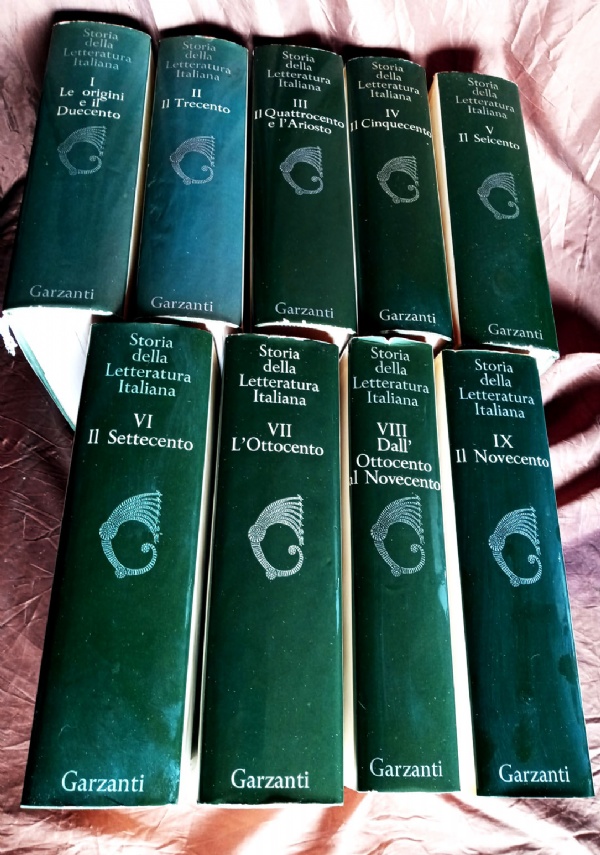 Storia
della
Letteratura
Italiana
I
Le origini
e il
Duecento
Garzanti
Storia
della
Letteratura
Italiana
II
Il Trecento
Garzanti
Storia
della
Letteratura
Italiana
III
Il Quattrocento
e l'Ariosto
Garzanti
Storia
della
Letteratura
Italiana
IV
Il Cinquecento
Garzanti
Storia
della
Letteratura
Italiana
V
Il Seicento
Garzanti
Storia
della
Letteratura
Italiana
VI
Il Settecento
Garzanti
Storia
della
Letteratura
Italiana
VII
L'Ottocento
Garzanti
Storia
della
Letteratura
Italiana
VIII
Dall'
Ottocento
al Novecento
Garzanti
Storia
della
Letteratura
Italiana
IX
Il Novecento
Garzanti